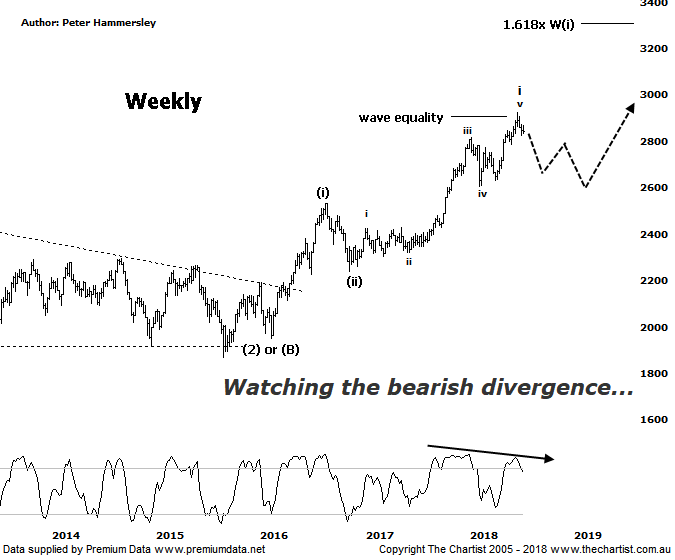 Author: Peter Hammersley
3400
1.618x W(i)
3200
Weekly
3000
i
v
wave equality
iii
2800
iv
2600
(i)
i
2400
ii
(ii)
2200
2000
(2) or (B)
1800
Watching the bearish divergence...
1600
2014 2015 2016 2017 2018 2019
Data supplied by Premium Data www.premiumdata.net Copyright The Chartist 2005 - 2018 www.thechartist.com.au